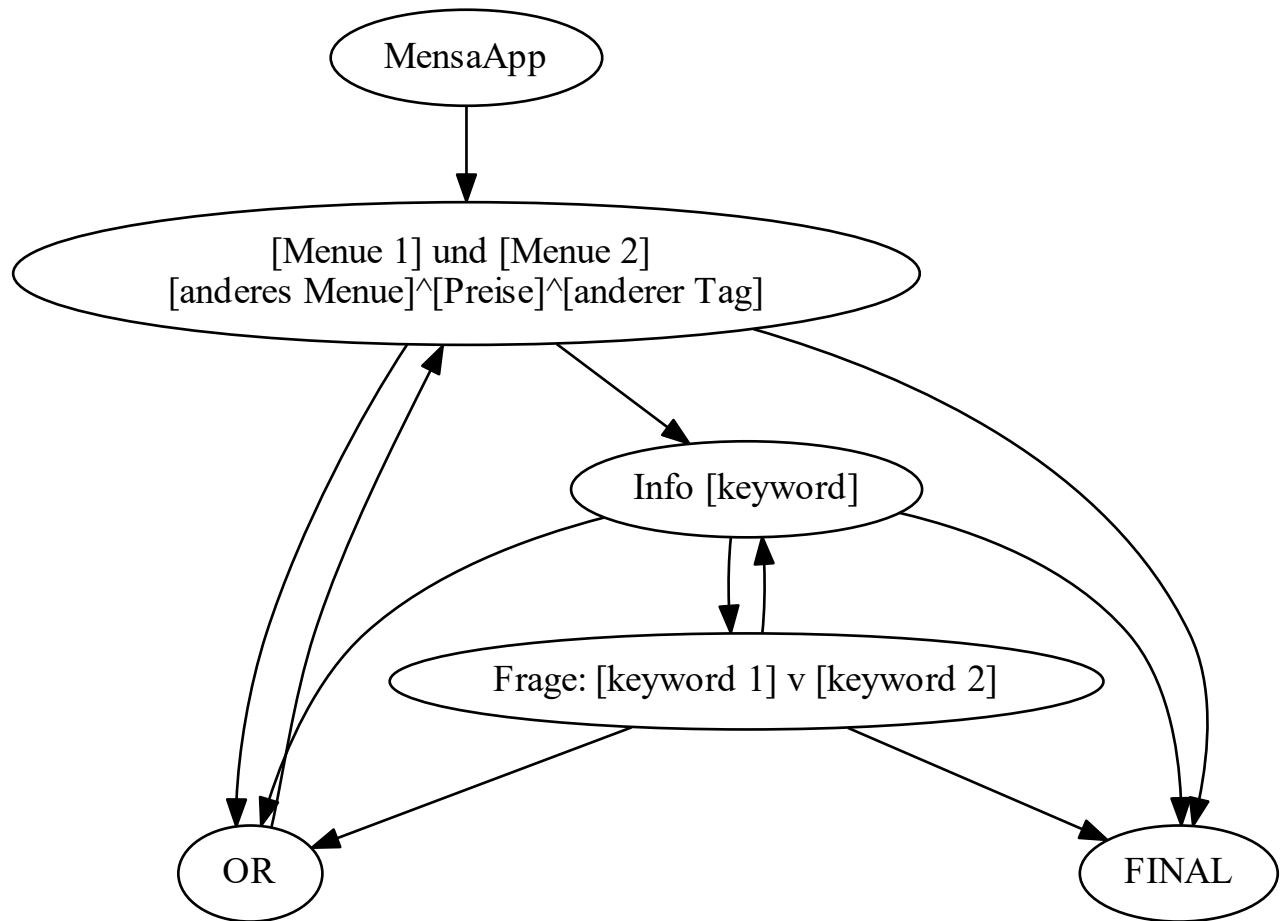 MensaApp
[Menue 1] und [Menue 2]
[anderes Menue]^[Preise]^[anderer Tag]
Info [keyword]
Frage: [keyword 1] v [keyword 2]
OR
FINAL